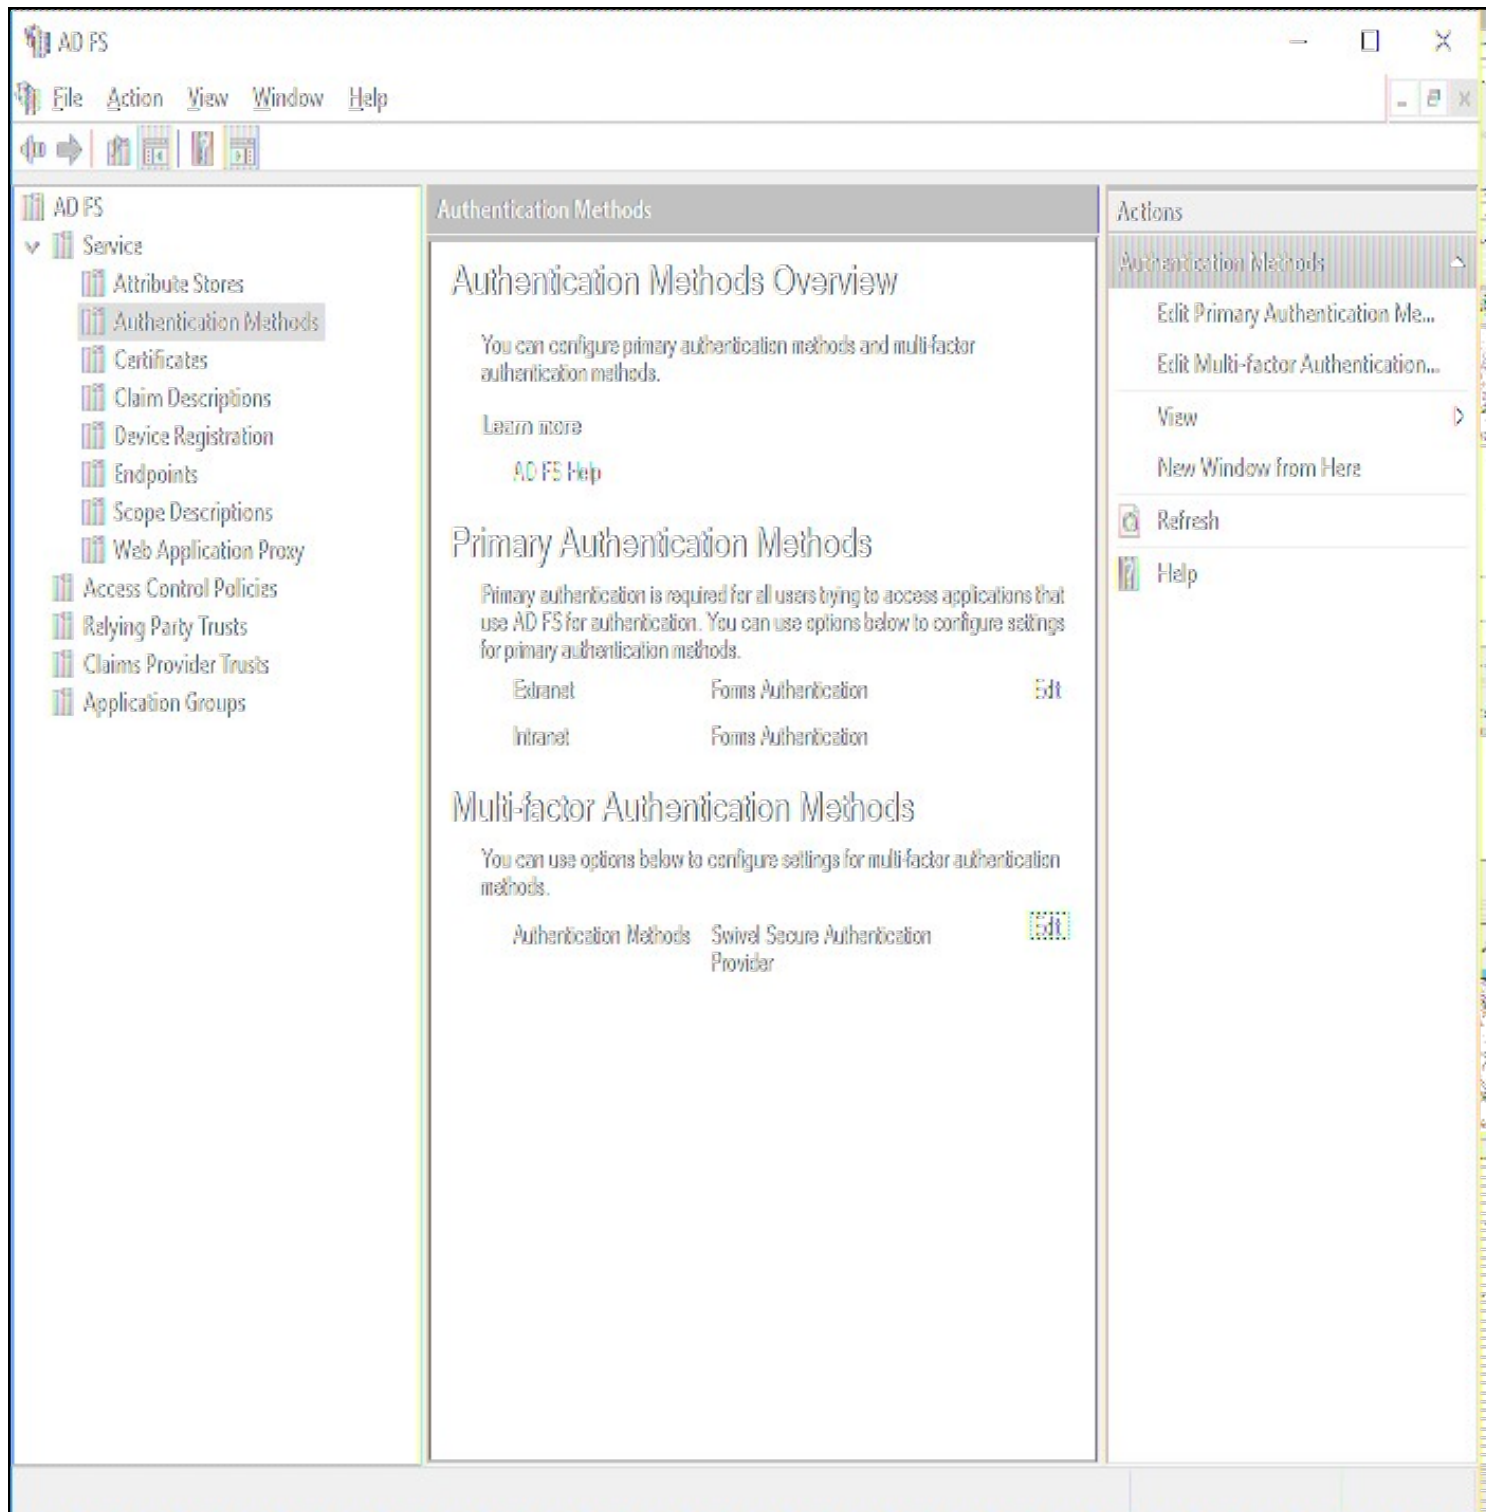 AD FS
File Action View Window Help
AD FS
Service
Attribute Stores
Authentication Methods
Certificates
Claim Descriptions
Device Registration
Endpoints
Scope Descriptions
Web Application Proxy
Access Control Policies
Relying Party Trusts
Claims Provider Trusts
Application Groups
Authentication Methods
Authentication Methods Overview
You can configure primary authentication methods and multi-factor
authentication methods.
Learn more
AD FS Help
Primary Authentication Methods
Primary authentication is required for all users trying to access applications that
use AD FS for authentication. You can use options below to configure settings
for primary authentication methods.
Extranet Forms Authentication Edit
Intranet Forms Authentication
Multi-factor Authentication Methods
You can use options below to configure settings for multi-factor authentication
methods.
Authentication Methods Swivel Secure Authentication Edit
Provider
Actions
Authentication Methods
Edit Primary Authentication Me...
Edit Multi-factor Authentication...
View
New Window from Here
Refresh
Help